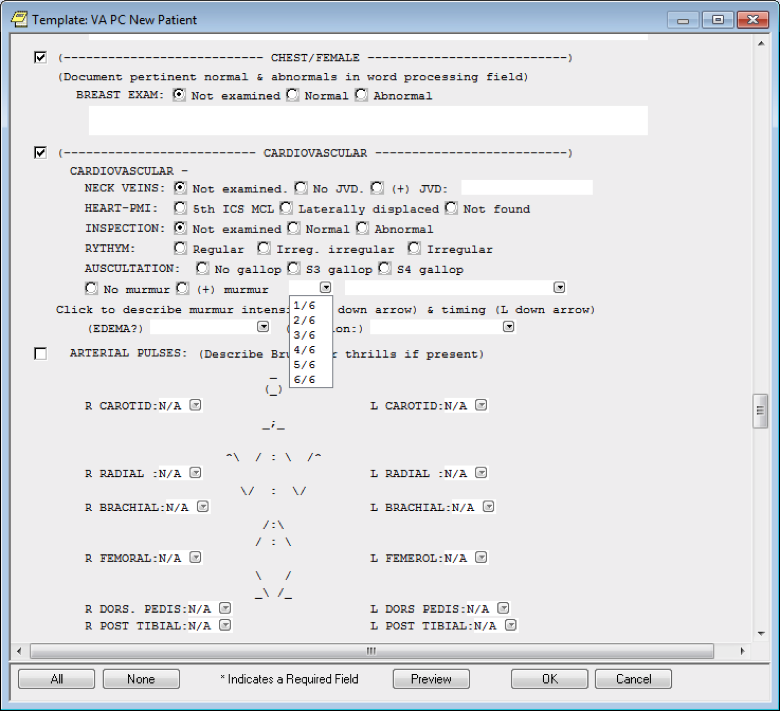 Template: VA PC New Patient
(--------------------------- CHEST/FEMALE ---------------------------)
(Document pertinent normal & abnormals in word processing field)
BREAST EXAM: Not examined Normal Abnormal
(-------------------------- CARDIOVASCULAR --------------------------)
CARDIOVASCULAR -
NECK VEINS: Not examined. No JVD. (+) JVD:
HEART-PMI: 5th ICS MCL Laterally displaced Not found
INSPECTION: Not examined Normal Abnormal
RYTHYM: Regular Irreg. irregular Irregular
AUSCULTATION: No gallop S3 gallop S4 gallop
No murmur (+) murmur
1/6
2/6
3/6
4/6
5/6
6/6
Click to describe murmur intensi down arrow) & timing (L down arrow)
(EDEMA?) ( ion:)
ARTERIAL PULSES: (Describe Bru r thrills if present)
_
(_)
R CAROTID:N/A L CAROTID:N/A
_;_
^\ / : \ /^
R RADIAL :N/A L RADIAL :N/A
\/ : \/
R BRACHIAL:N/A L BRACHIAL:N/A
/:\
/ : \
R FEMORAL:N/A L FEMEROL:N/A
\ /
_\ /_
R DORS. PEDIS:N/A L DORS PEDIS:N/A
R POST TIBIAL:N/A L POST TIBIAL:N/A
All None * Indicates a Required Field Preview OK Cancel